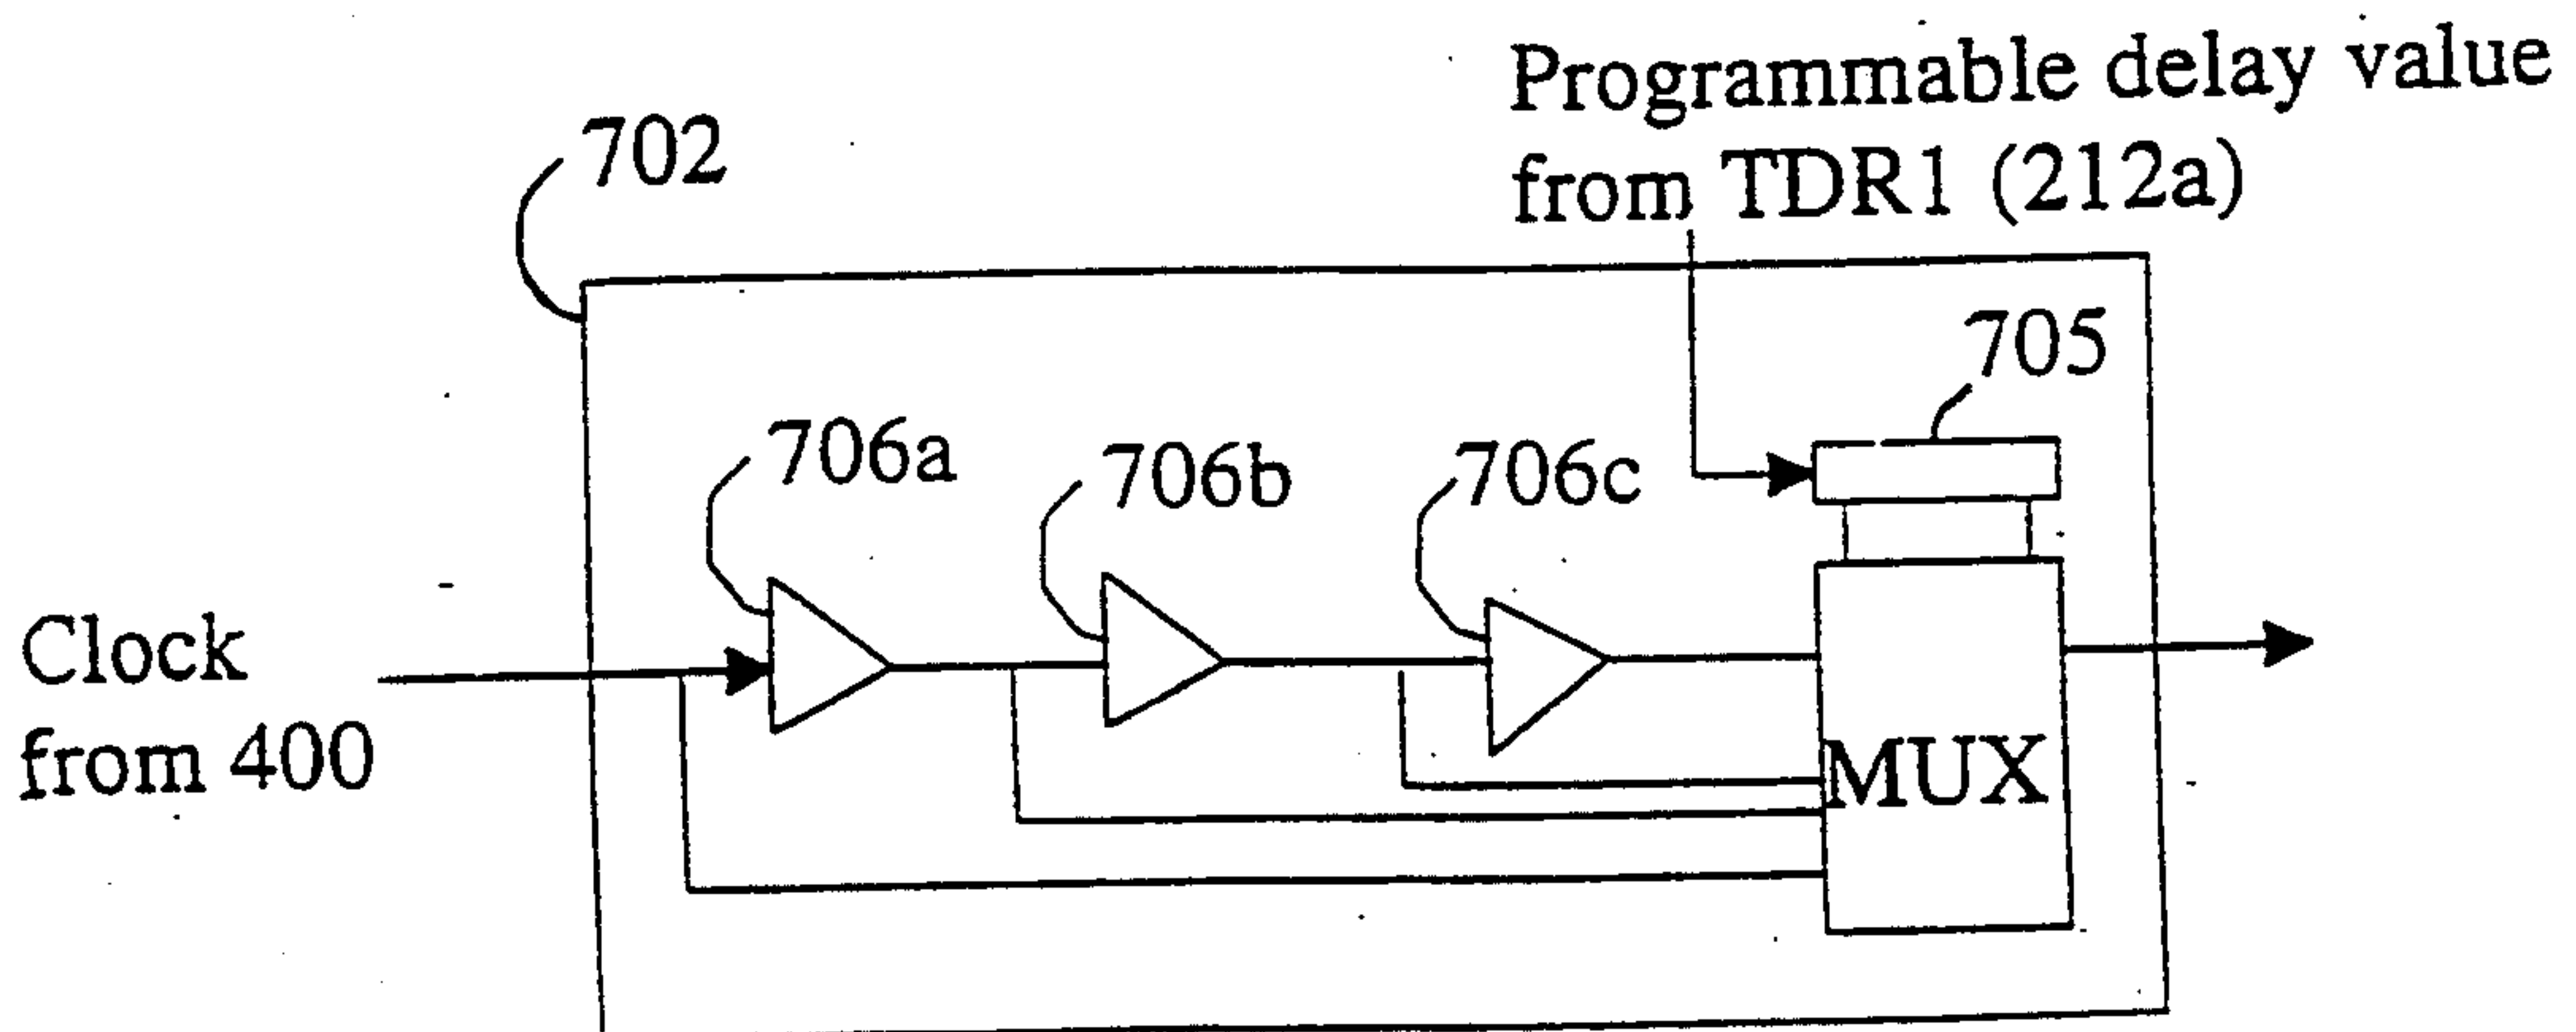 Programmable delay value
from TDR1 (212a)
702
705
706a
706b
706c
Clock
from 400
MUX